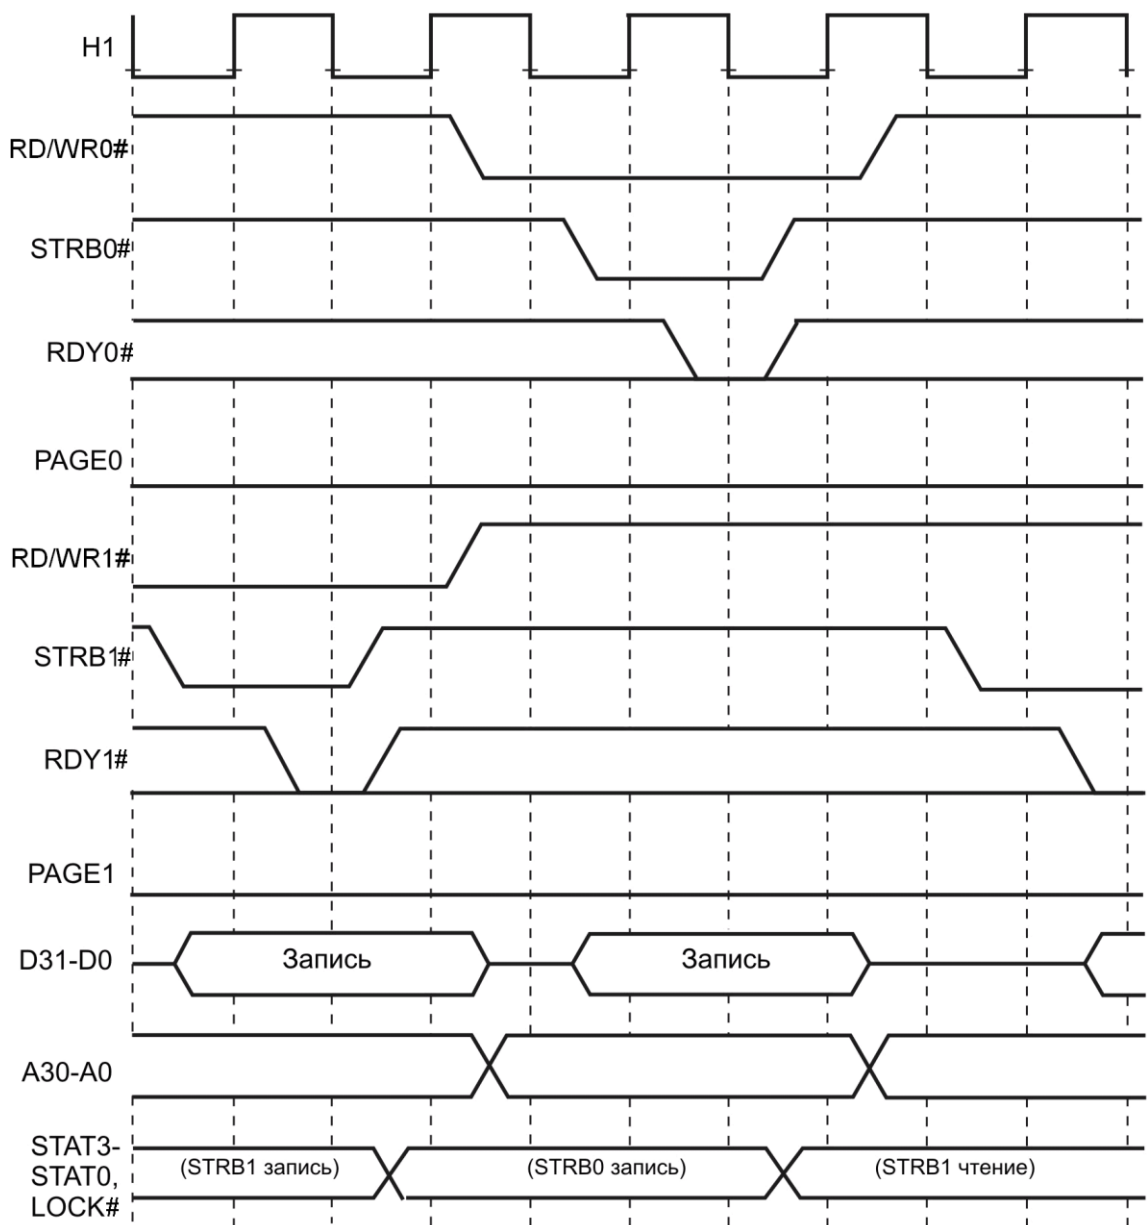 H1
RD/WR0#
STRB0#
RDY0#
PAGE0
RD/WR1#
STRB1#
RDY1#
PAGE1
D31-D0
Запись
Запись
A30-A0
STAT3-
STAT0,
LOCK#
(STRB1 запись)
(STRB0 запись)
(STRB1 чтение)